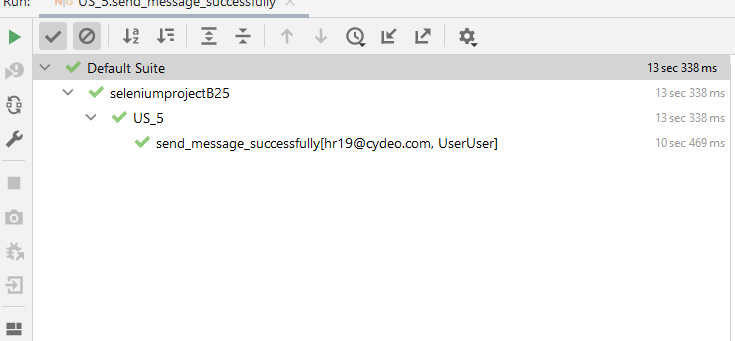 Run: N|G US_5.send_message_successfully ×
Default Suite 13 sec 338 ms
seleniumprojectB25 13 sec 338 ms
US_5 13 sec 338 ms
send_message_successfully[hr19@cydeo.com, UserUser] 10 sec 469 ms